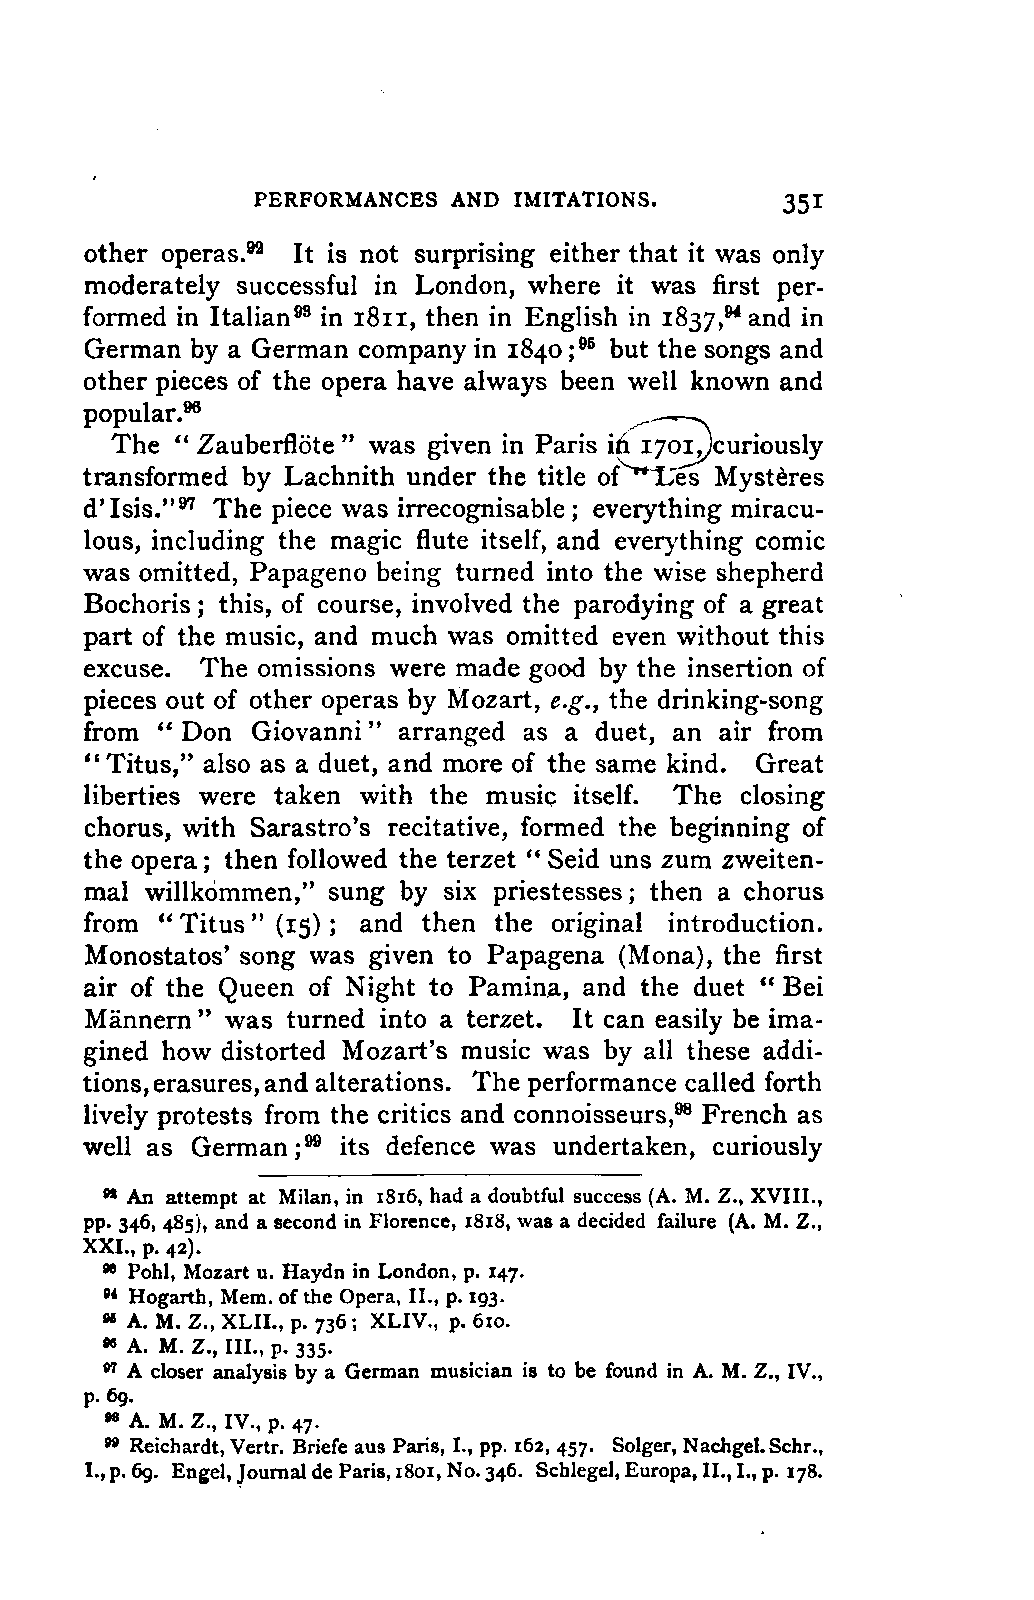 PERFORMANCES AND IMITATIONS. 351
other operas.⁹² It is not surprising either that it was only
moderately successful in London, where it was first per-
formed in Italian⁹³ in 1811, then in English in 1837,⁹⁴ and in
German by a German company in 1840;⁹⁵ but the songs and
other pieces of the opera have always been well known and
popular.⁹⁶
The “Zauberflöte” was given in Paris in 1701, curiously
transformed by Lachnith under the title of “Les Mystères
d'Isis.”⁹⁷ The piece was irrecognisable; everything miracu-
lous, including the magic flute itself, and everything comic
was omitted, Papageno being turned into the wise shepherd
Bochoris; this, of course, involved the parodying of a great
part of the music, and much was omitted even without this
excuse. The omissions were made good by the insertion of
pieces out of other operas by Mozart, e.g., the drinking-song
from “Don Giovanni” arranged as a duet, an air from
“Titus,” also as a duet, and more of the same kind. Great
liberties were taken with the music itself. The closing
chorus, with Sarastro's recitative, formed the beginning of
the opera; then followed the terzet “Seid uns zum zweiten-
mal willkommen,” sung by six priestesses; then a chorus
from “Titus” (15); and then the original introduction.
Monostatos' song was given to Papagena (Mona), the first
air of the Queen of Night to Pamina, and the duet “Bei
Männern” was turned into a terzet. It can easily be ima-
gined how distorted Mozart's music was by all these addi-
tions, erasures, and alterations. The performance called forth
lively protests from the critics and connoisseurs,⁹⁸ French as
well as German;⁹⁹ its defence was undertaken, curiously
⁹² An attempt at Milan, in 1816, had a doubtful success (A. M. Z., XVIII.,
pp. 346, 485), and a second in Florence, 1818, was a decided failure (A. M. Z.,
XXI., p. 42).
⁹³ Pohl, Mozart u. Haydn in London, p. 147.
⁹⁴ Hogarth, Mem. of the Opera, II., p. 193.
⁹⁵ A. M. Z., XLII., p. 736; XLIV., p. 610.
⁹⁶ A. M. Z., III., p. 335.
⁹⁷ A closer analysis by a German musician is to be found in A. M. Z., IV.,
p. 69.
⁹⁸ A. M. Z., IV., p. 47.
⁹⁹ Reichardt, Vertr. Briefe aus Paris, I., pp. 162, 457. Solger, Nachgel. Schr.,
I., p. 69. Engel, Journal de Paris, 1801, No. 346. Schlegel, Europa, II., I., p. 178.